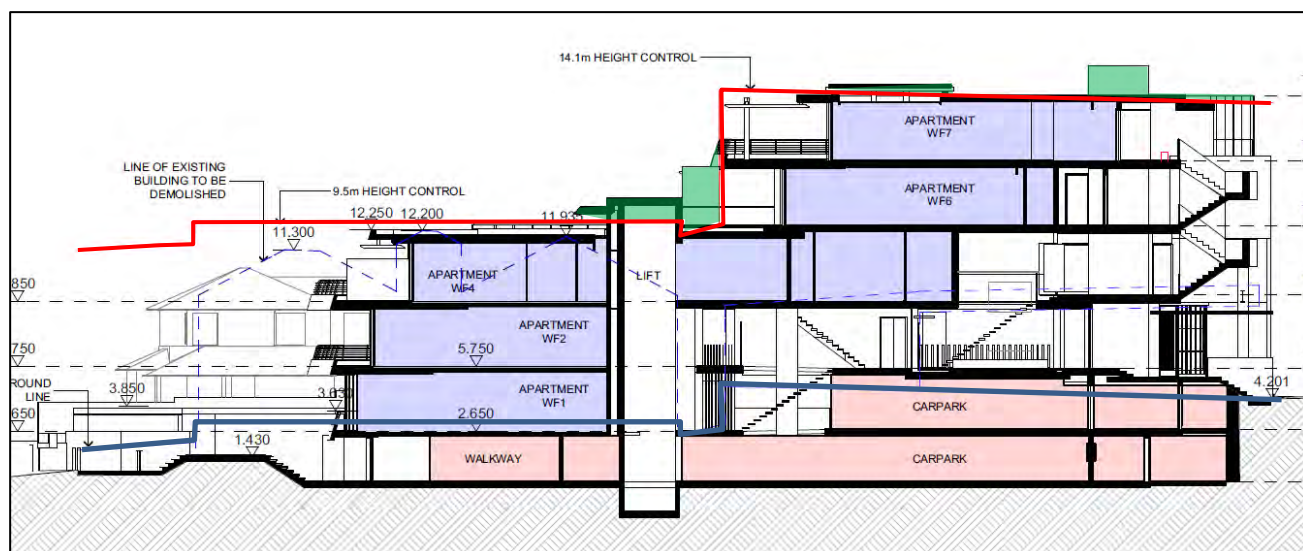 14.1m HEIGHT CONTROL
APARTMENT
WF7
LINE OF EXISTING
BUILDING TO BE
DEMOLISHED
9.5m HEIGHT CONTROL
APARTMENT
WF6
12.250
12.200
11.935
11.300
APARTMENT
WF4
LIFT
850
APARTMENT
WF2
5.750
750
ROUND
LINE
3.850
3.630
APARTMENT
WF1
4.201
CARPARK
650
2.650
1.430
WALKWAY
CARPARK